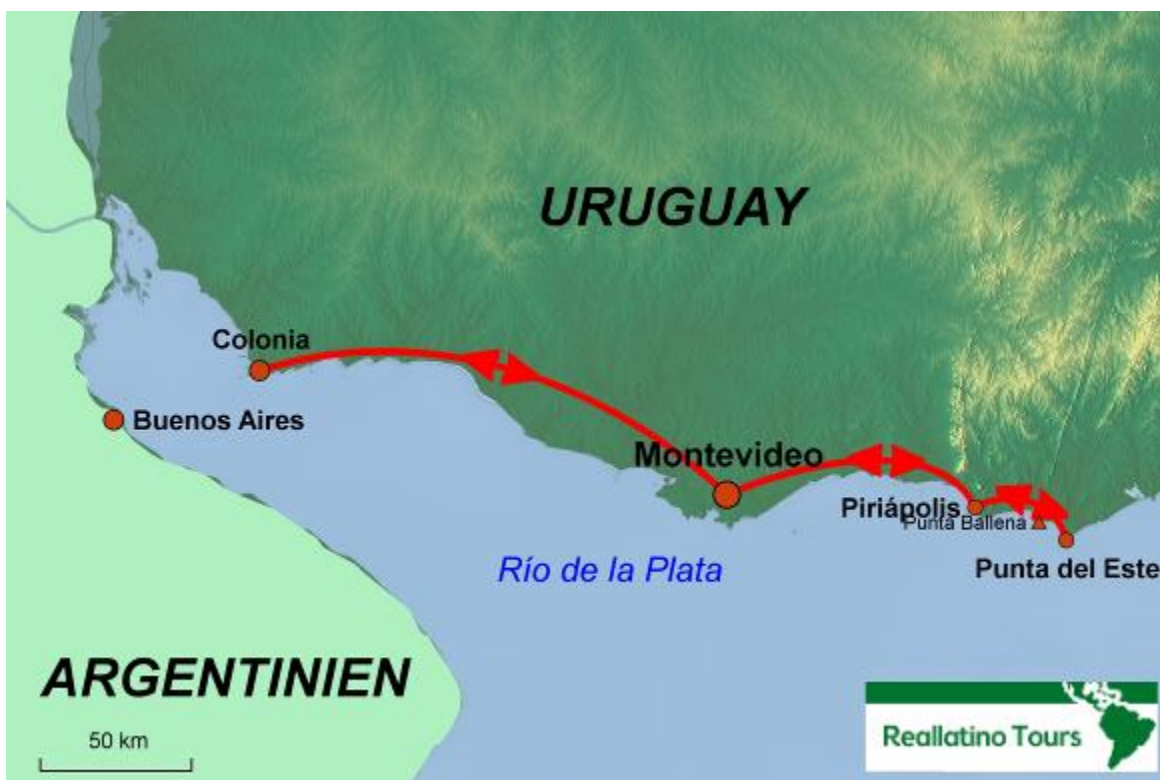 URUGUAY
Colonia
Buenos Aires
Montevideo
Piriápolis
Punta Ballena
Punta del Este
Río de la Plata
ARGENTINIEN
50 km
Reallatino Tours